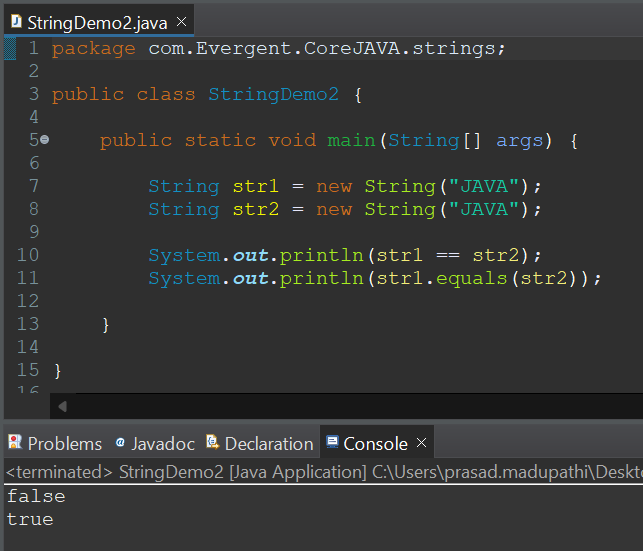 StringDemo2.java
1 package com.Evergent.CoreJAVA.strings;
2
3 public class StringDemo2 {
4
5 public static void main(String[] args) {
6
7 String str1 = new String("JAVA");
8 String str2 = new String("JAVA");
9
10 System.out.println(str1 == str2);
11 System.out.println(str1.equals(str2));
12
13 }
14
15 }
16
Problems Javadoc Declaration Console
<terminated> StringDemo2 [Java Application] C:\Users\prasad.madupathi\Deskto
false
true